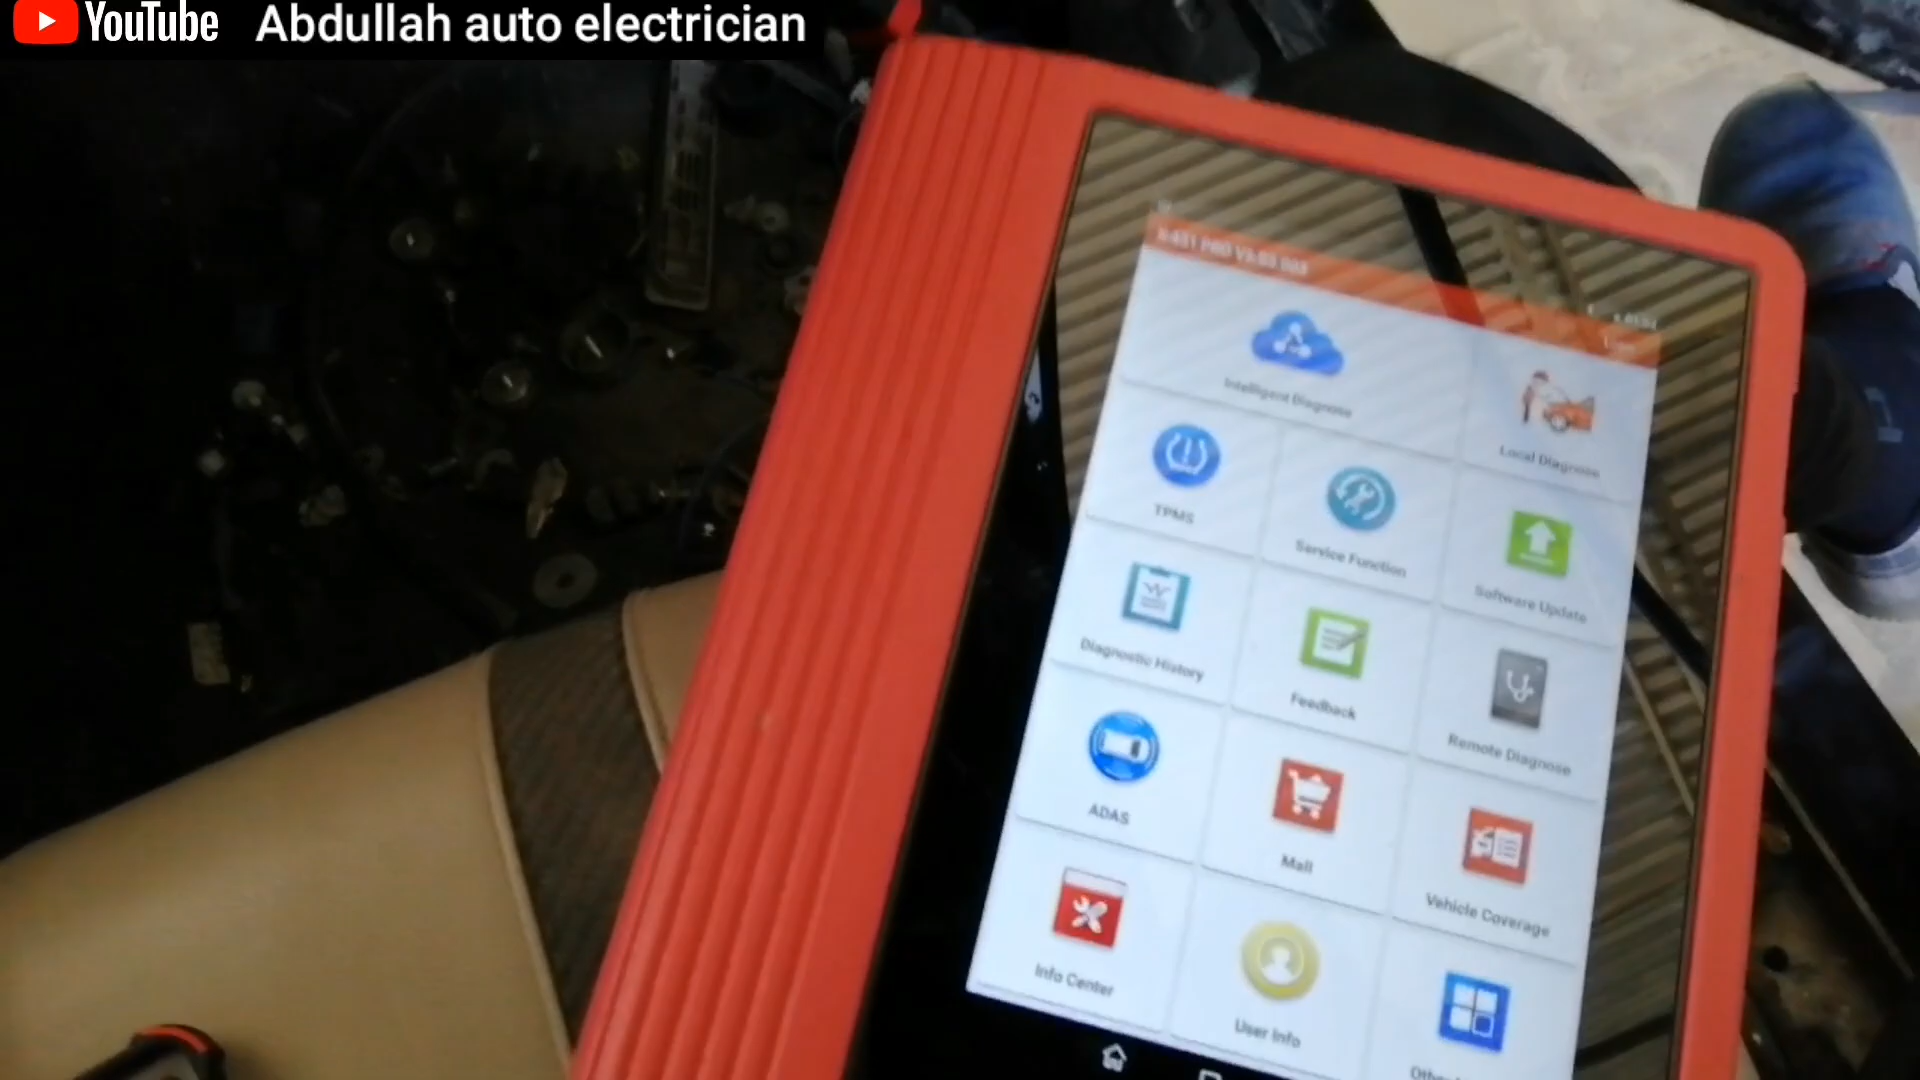 YouTube Abdullah auto electrician
Intelligent Diagnose
Local Diagnose
TPMS
Service Function
Software Update
Diagnostic History
Feedback
Remote Diagnose
ADAS
Mall
Vehicle Coverage
Info Center
User Info